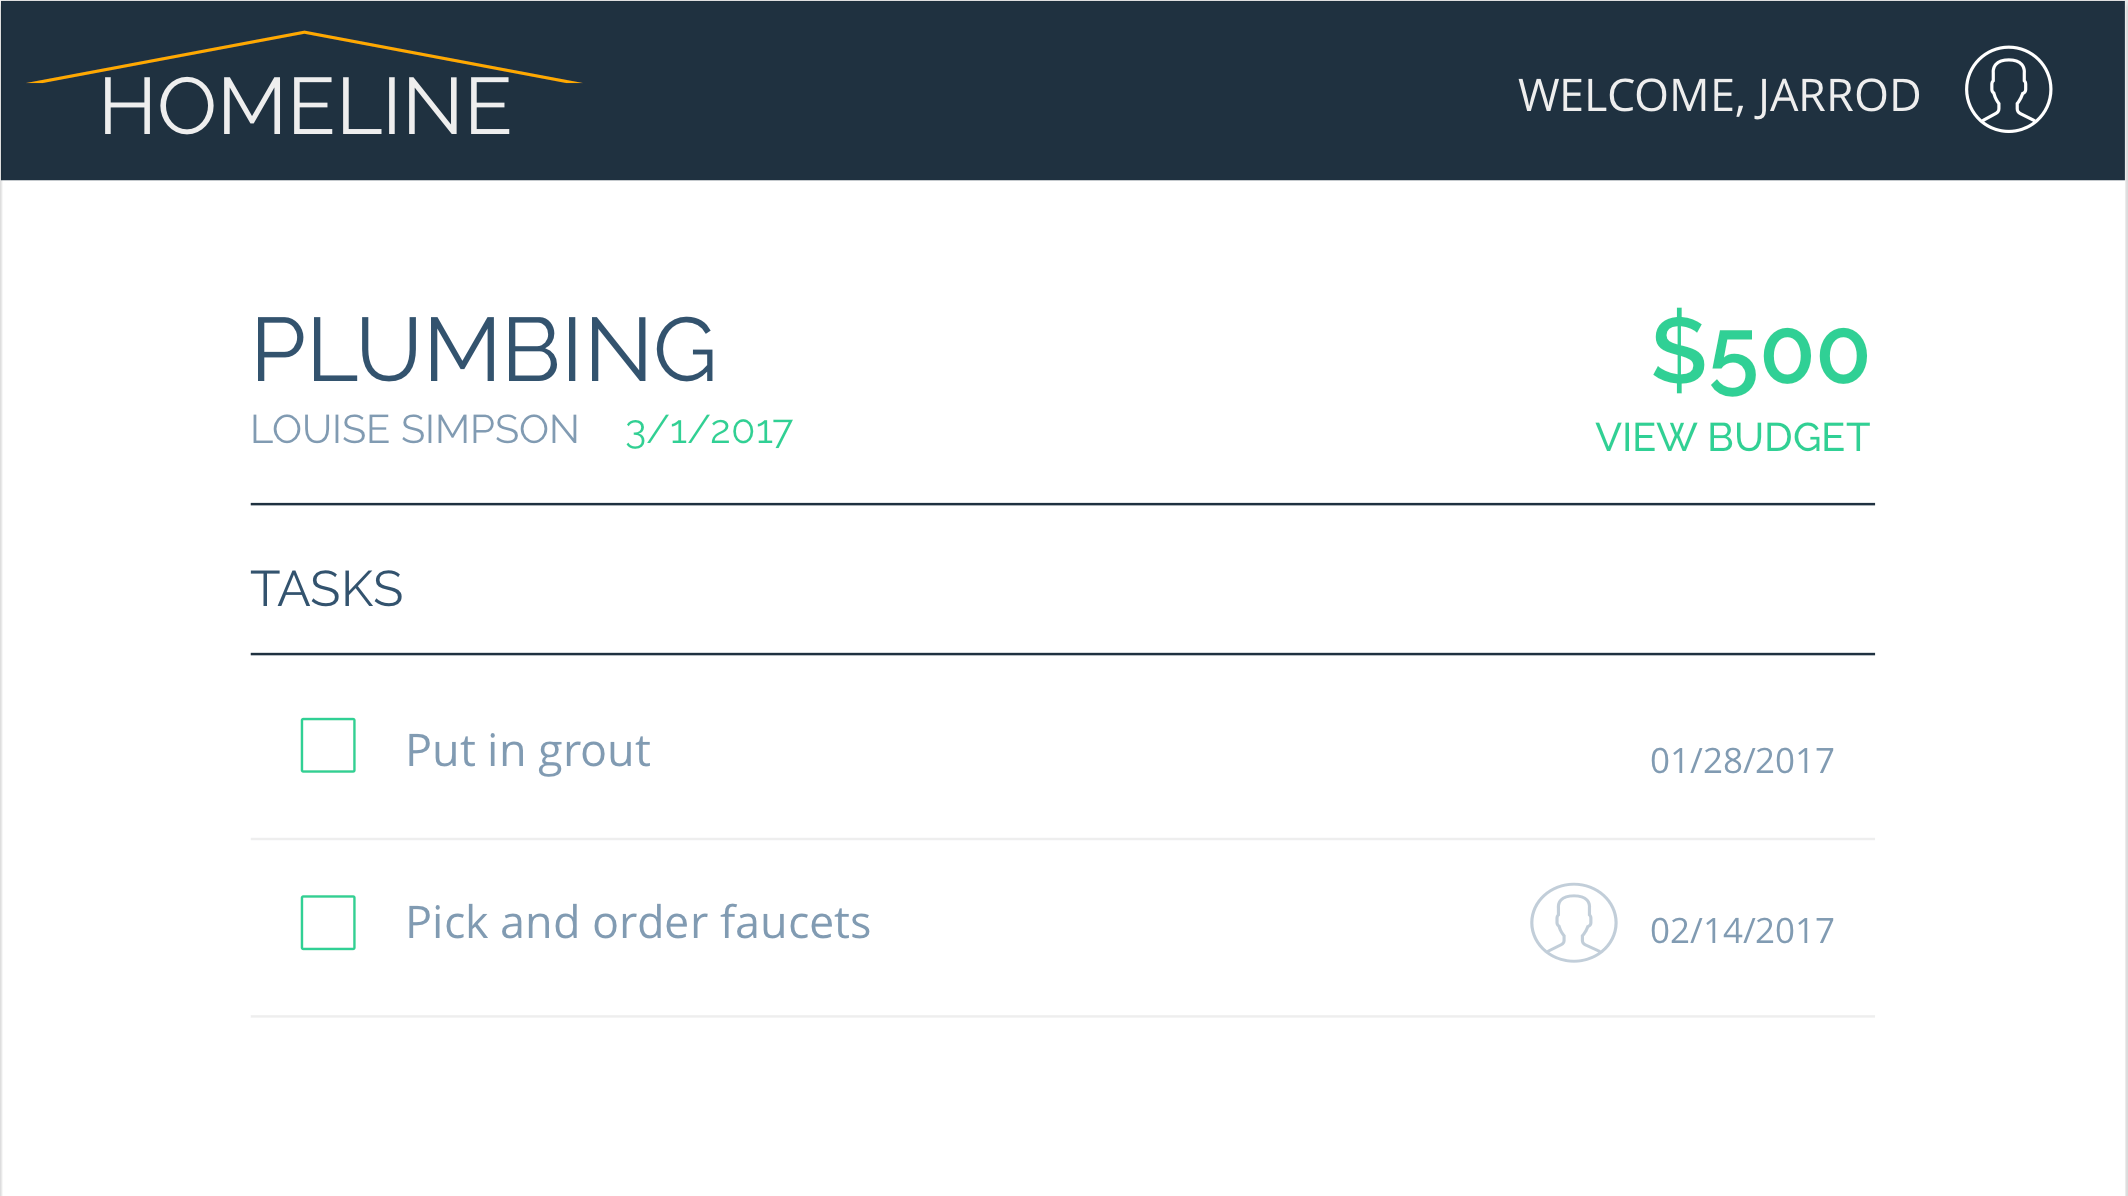 HOMELINE
WELCOME, JARROD
PLUMBING
$500
LOUISE SIMPSON 3/1/2017
VIEW BUDGET
TASKS
Put in grout 01/28/2017
Pick and order faucets 02/14/2017